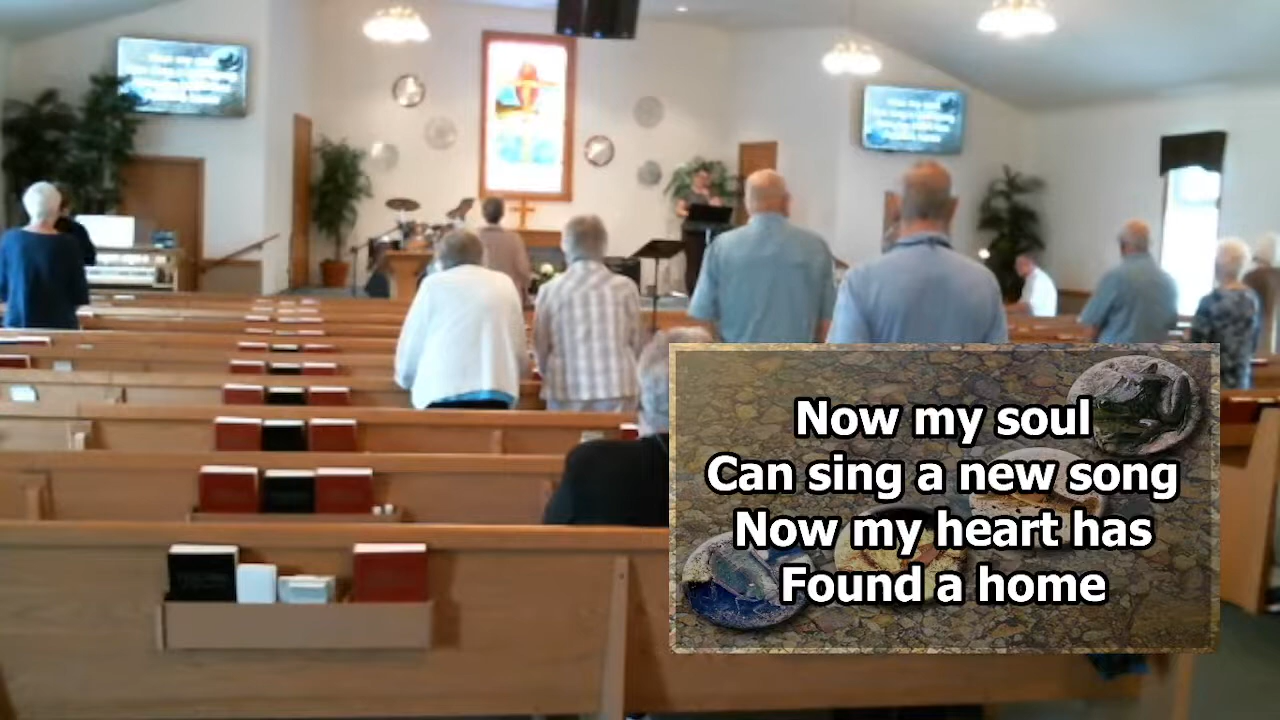 Now my soul
Can sing a new song
Now my heart has
Found a home